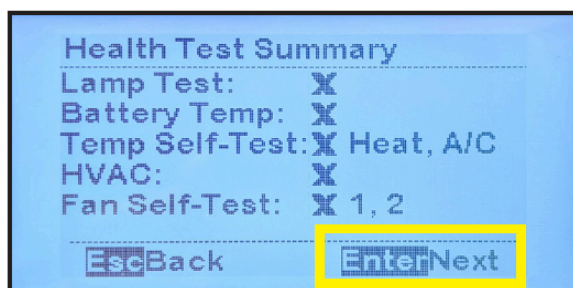 Health Test Summary
Lamp Test: X
Battery Temp: X
Temp Self-Test: X Heat, A/C
HVAC: X
Fan Self-Test: X 1, 2
Esc Back Enter Next